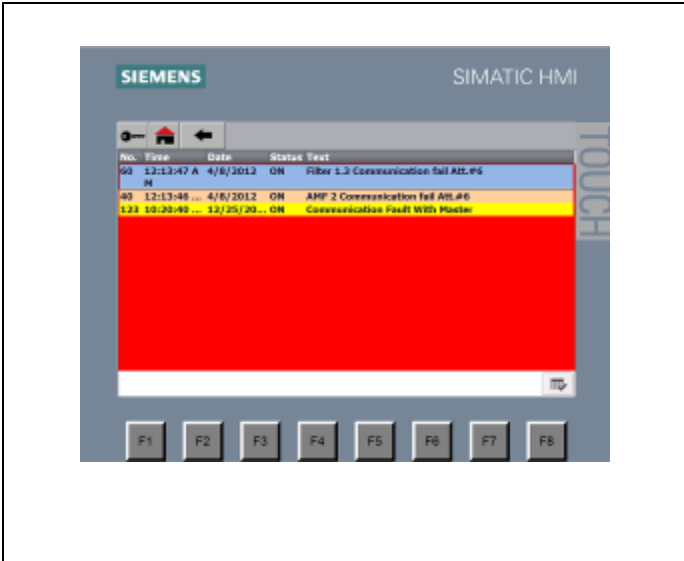 SIEMENS SIMATIC HMI
TOUCH
No. Time Date Status Text
60 12:13:47 A 4/8/2012 ON Filter 1.3 Communication fail Att.#6
M
40 12:13:46 ... 4/8/2012 ON AMF 2 Communication fail Att.#6
123 10:20:40 ... 12/25/20... ON Communication Fault With Master
F1 F2 F3 F4 F5 F6 F7 F8